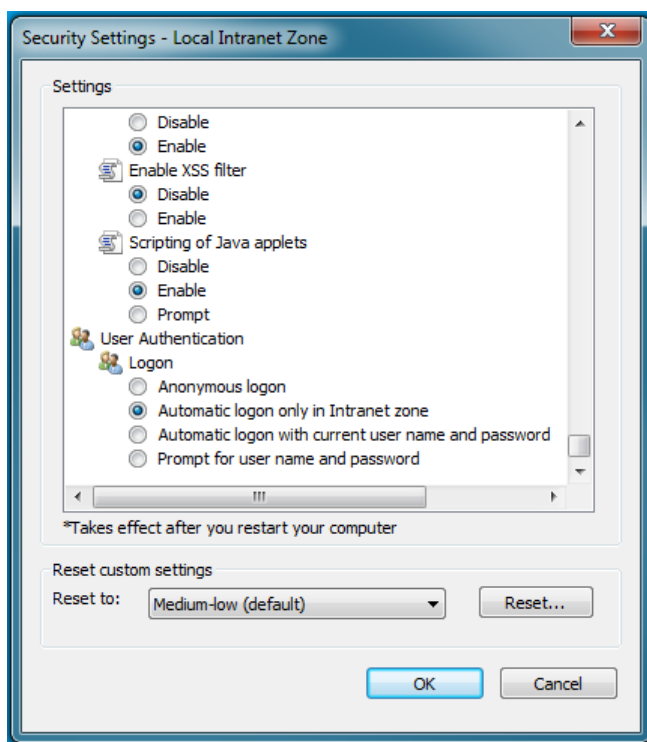 Security Settings - Local Intranet Zone
Settings
Disable
Enable
Enable XSS filter
Disable
Enable
Scripting of Java applets
Disable
Enable
Prompt
User Authentication
Logon
Anonymous logon
Automatic logon only in Intranet zone
Automatic logon with current user name and password
Prompt for user name and password
*Takes effect after you restart your computer
Reset custom settings
Reset to: Medium-low (default) Reset...
OK Cancel